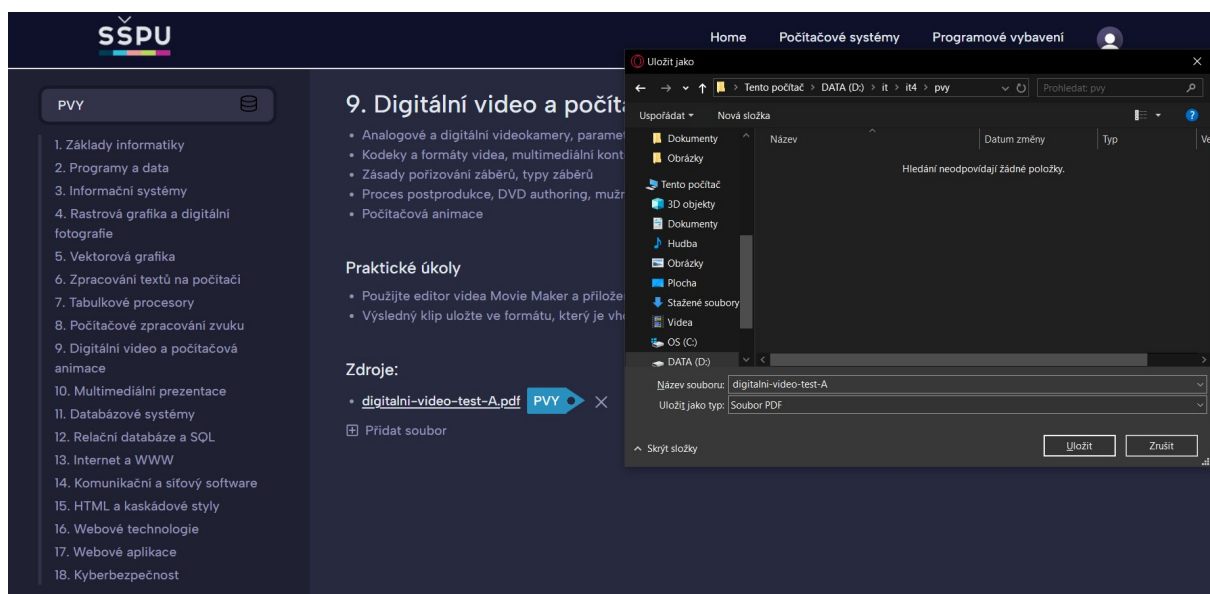 SŠPU
Home
Počítačové systémy
Programové vybavení
PVY
1. Základy informatiky
2. Programy a data
3. Informační systémy
4. Rastrová grafika a digitální
fotografie
5. Vektorová grafika
6. Zpracování textů na počítači
7. Tabulkové procesory
8. Počítačové zpracování zvuku
9. Digitální video a počítačová
animace
10. Multimediální prezentace
11. Databázové systémy
12. Relační databáze a SQL
13. Internet a WWW
14. Komunikační a síťový software
15. HTML a kaskádové styly
16. Webové technologie
17. Webové aplikace
18. Kyberbezpečnost
9. Digitální video a počít
• Analogové a digitální videokamery, paramet
• Kodeky a formáty videa, multimediální kont
• Zásady pořizování záběrů, typy záběrů
• Proces postprodukce, DVD authoring, mužn
• Počítačová animace
Praktické úkoly
• Použijte editor videa Movie Maker a přilože
• Výsledný klip uložte ve formátu, který je vh
Zdroje:
• digitalni-video-test-A.pdf PVY
Přidat soubor
Uložit jako
Tento počítač > DATA (D:) > it > it4 > pvy
Prohledat: pvy
Uspořádat
Nová složka
Dokumenty
Obrázky
Tento počítač
3D objekty
Dokumenty
Hudba
Obrázky
Plocha
Stažené soubory
Videa
OS (C:)
DATA (D:)
Název
Datum změny
Typ
Ve
Hledání neodpovídají žádné položky.
Název souboru: digitalni-video-test-A
Uložit jako typ: Soubor PDF
Skrýt složky
Uložit
Zrušit